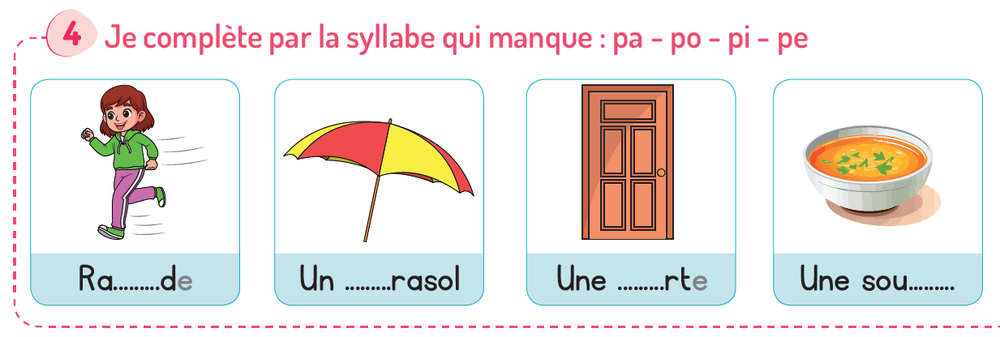 4 Je complète par la syllabe qui manque : pa - po - pi - pe
Ra.........de
Un .........rasol
Une .........rte
Une sou.........